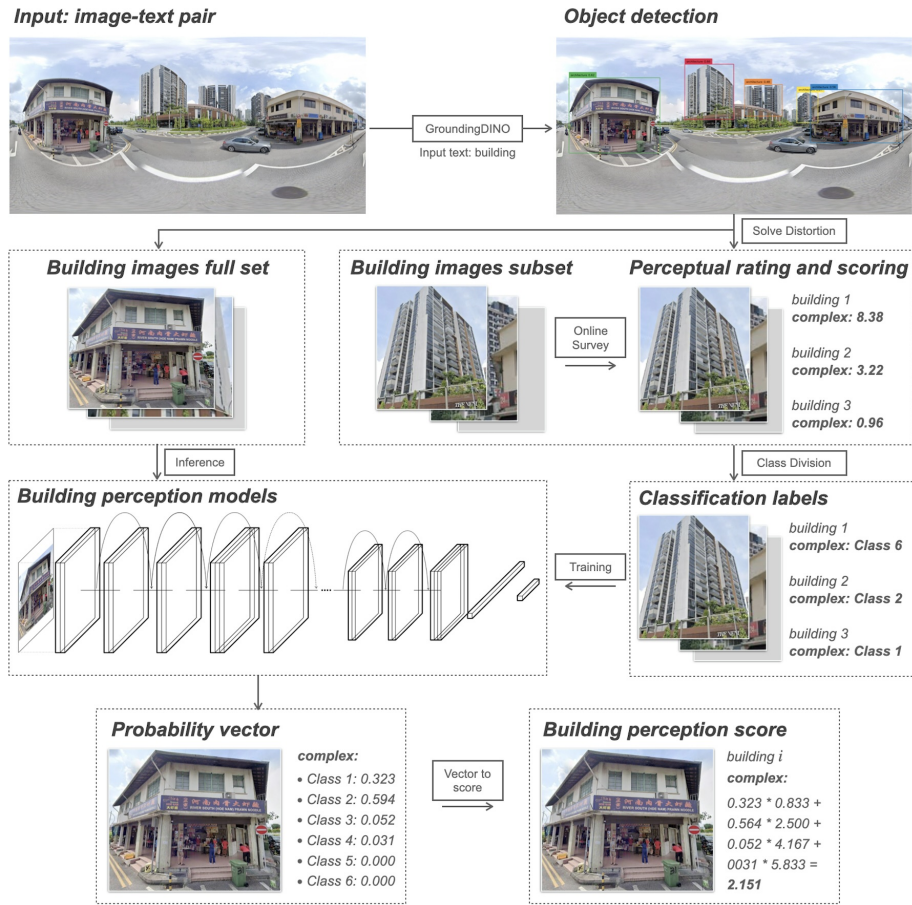 Input: image-text pair
Object detection
GroundingDINO
Input text: building
Solve Distortion
Building images full set
Building images subset
Perceptual rating and scoring
Online
Survey
building 1
complex: 8.38
building 2
complex: 3.22
building 3
complex: 0.96
Inference
Class Division
Building perception models
Classification labels
....
Training
building 1
complex: Class 6
building 2
complex: Class 2
building 3
complex: Class 1
Probability vector
complex:
• Class 1: 0.323
• Class 2: 0.594
• Class 3: 0.052
• Class 4: 0.031
• Class 5: 0.000
• Class 6: 0.000
Vector to
score
Building perception score
building i
complex:
0.323 * 0.833 +
0.564 * 2.500 +
0.052 * 4.167 +
0031 * 5.833 =
2.151